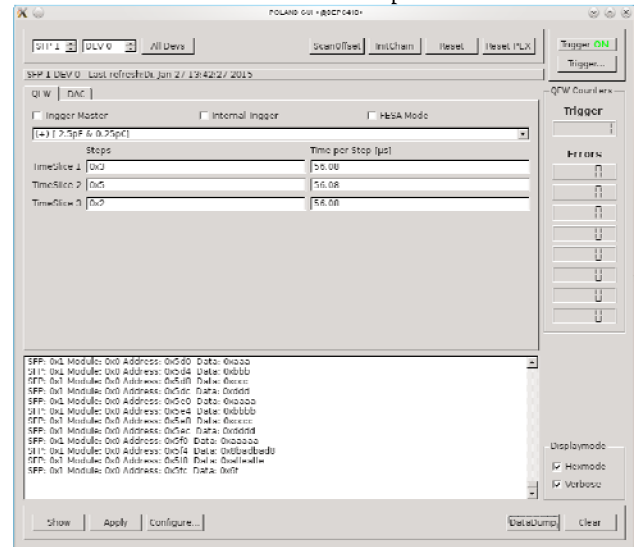 POLAND GUI
SFP 1 DEV 0 All Devs ScanOffset InitChain Reset Reset PEX Trigger ON
Trigger...
SFP 1 DEV 0 Last refresh:Di. Jan 27 13:42:27 2015
QFW Counters
QFW DAC
Trigger Master Internal Trigger FESA Mode
Trigger
(+) [ 2.5pF & 0.25pC]
Steps Time per Step [µs]
Errors
TimeSlice 1 0x3 56.08
TimeSlice 2 0x5 56.08
TimeSlice 3 0x2 56.08
SFP: 0x1 Module: 0x0 Address: 0x5d0 Data: 0xaaa
SFP: 0x1 Module: 0x0 Address: 0x5d4 Data: 0xbbb
SFP: 0x1 Module: 0x0 Address: 0x5d8 Data: 0xccc
SFP: 0x1 Module: 0x0 Address: 0x5dc Data: 0xddd
SFP: 0x1 Module: 0x0 Address: 0x5e0 Data: 0xaaaa
SFP: 0x1 Module: 0x0 Address: 0x5e4 Data: 0xbbbb
SFP: 0x1 Module: 0x0 Address: 0x5e8 Data: 0xcccc
SFP: 0x1 Module: 0x0 Address: 0x5ec Data: 0xdddd
SFP: 0x1 Module: 0x0 Address: 0x5f0 Data: 0xaaaaa
SFP: 0x1 Module: 0x0 Address: 0x5f4 Data: 0x8badbad8
SFP: 0x1 Module: 0x0 Address: 0x5f8 Data:
SFP: 0x1 Module: 0x0 Address: 0x5fc Data: 0x6f
Displaymode
Hexmode
Verbose
Show Apply Configure... DataDump Clear